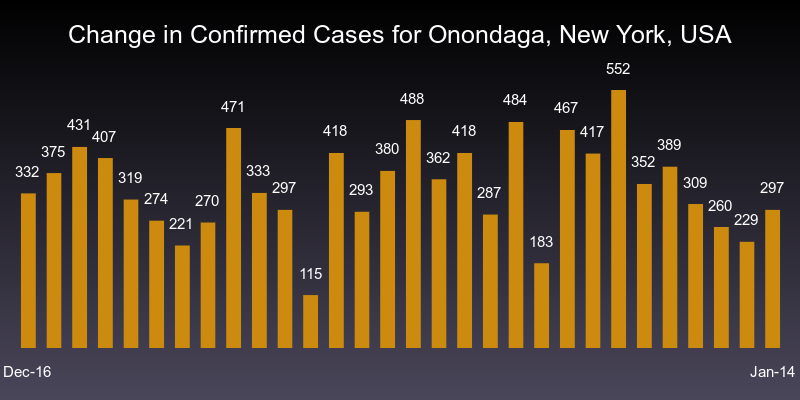 Change in Confirmed Cases for Onondaga, New York, USA
332 375 431 407 319 274 221 270 471 333 297 115 418 293 380 488 362 418 287 484 183 467 417 552 352 389 309 260 229 297
Dec-16 Jan-14